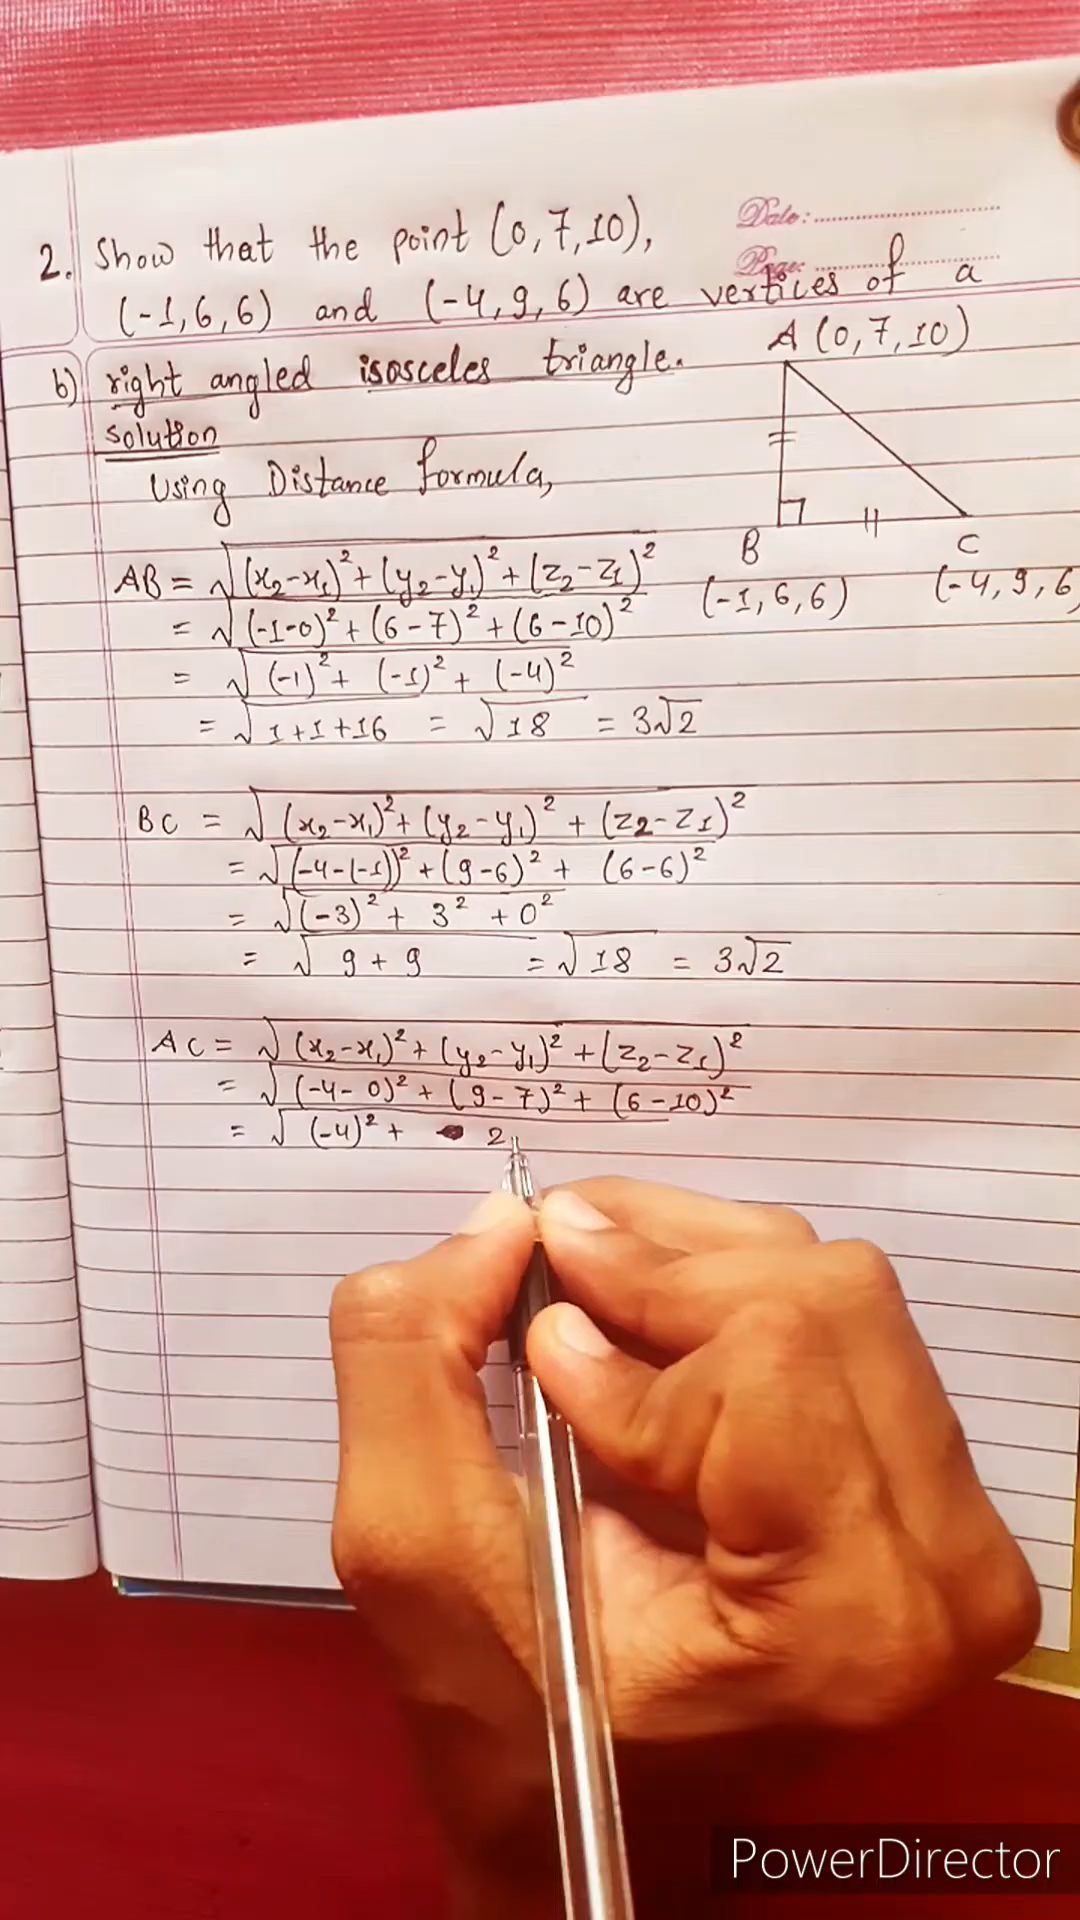 Date:
Page:
2. Show that the point (0,7,10),
(-1,6,6) and (-4,9,6) are vertices of a
b) right angled isosceles triangle.
A (0,7,10)
solution
Using Distance formula,
B
C
(-1,6,6)
(-4,9,6
AB = √(x₂-x₁)²+(y₂-y₁)²+(z₂-z₁)²
= √(-1-0)²+(6-7)²+(6-10)²
= √(-1)²+ (-1)²+ (-4)²
= √1+1+16 = √18 = 3√2
BC = √(x₂-x₁)²+(y₂-y₁)² + (z₂-z₁)²
= √(-4-(-1))²+(9-6)²+ (6-6)²
= √(-3)²+ 3² +0²
= √9+9 =√18 = 3√2
AC = √(x₂-x₁)²+(y₂-y₁)²+(z₂-z₁)²
= √(-4-0)²+(9-7)²+(6-10)²
= √(-4)²+ 2
PowerDirector